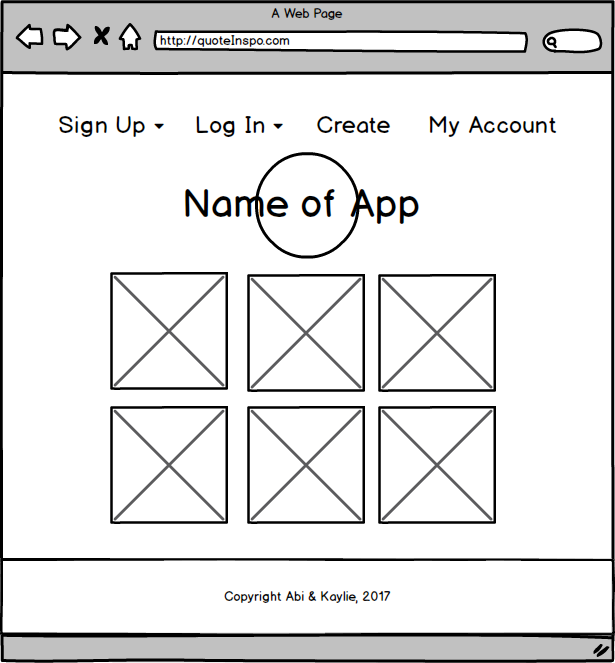 A Web Page
http://quoteInspo.com
Sign Up Log In Create My Account
Name of App
Copyright Abi & Kaylie, 2017